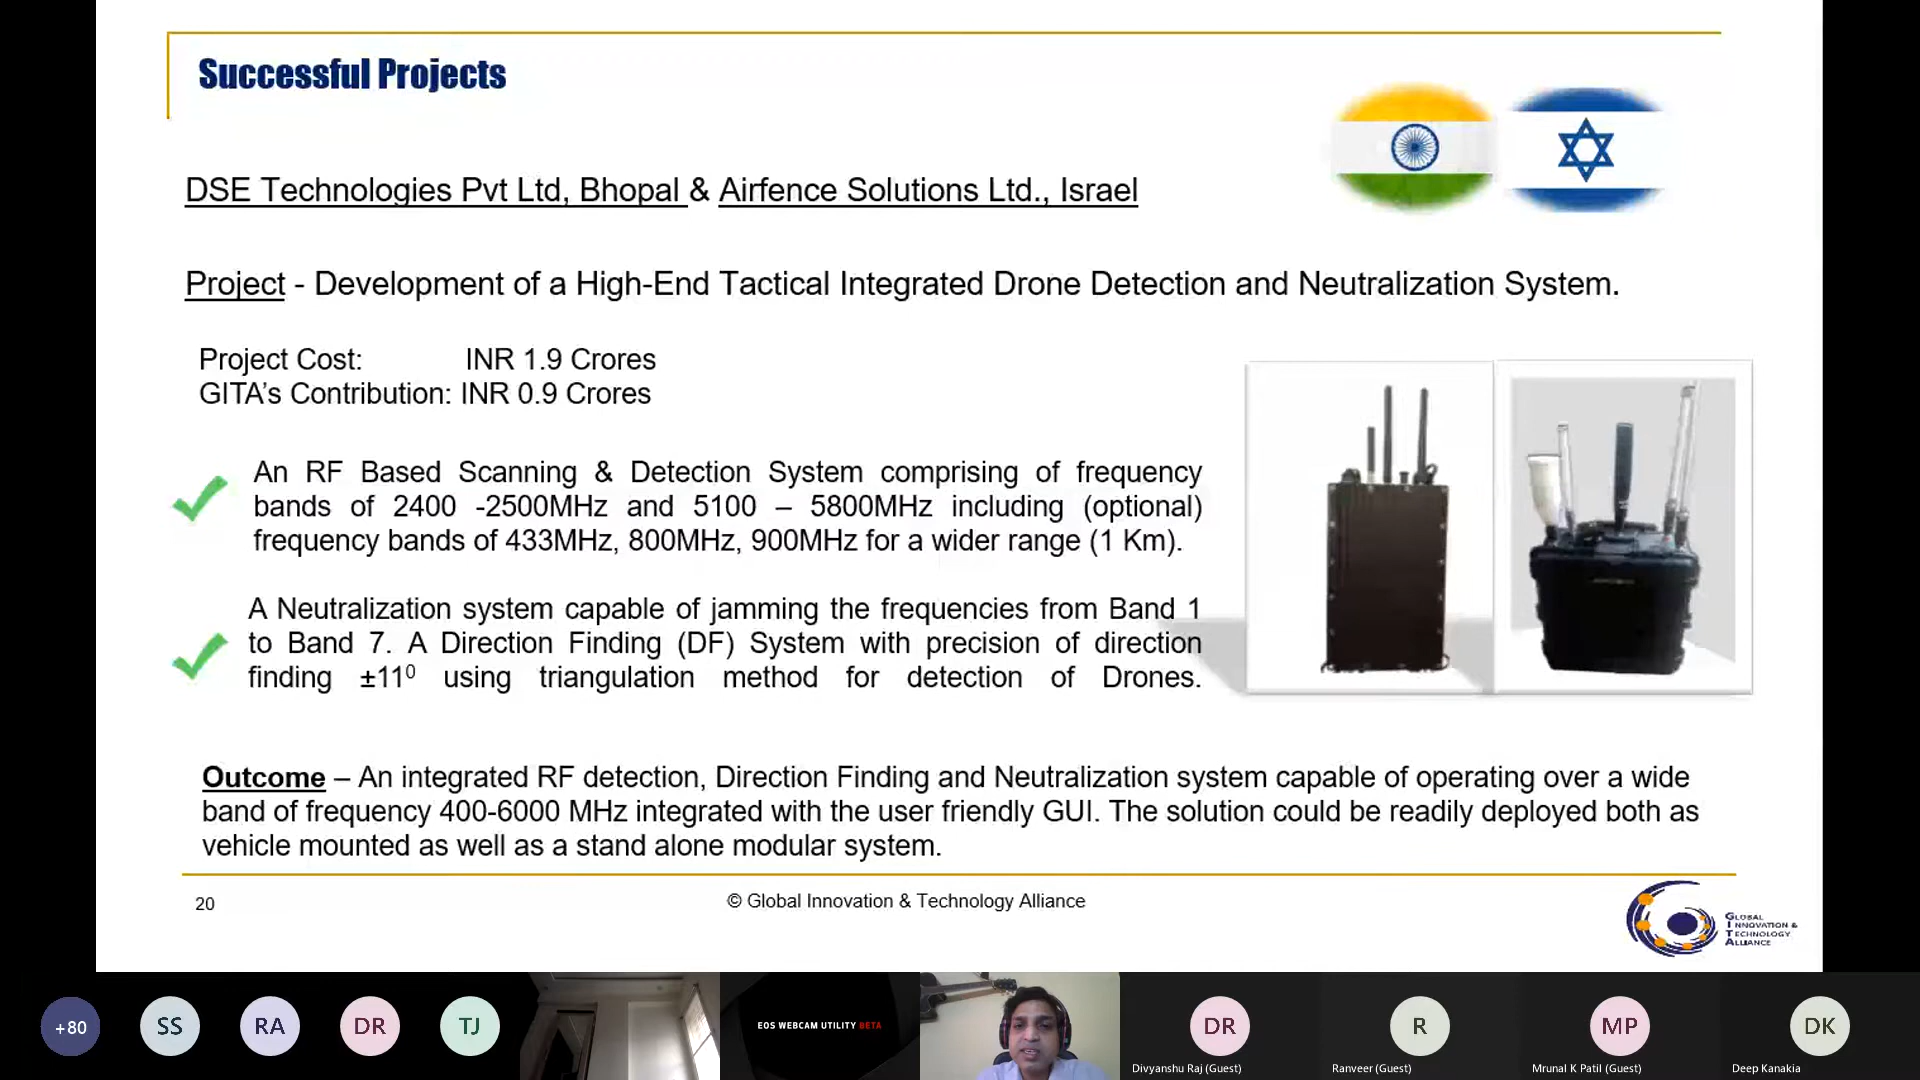 Successful Projects
DSE Technologies Pvt Ltd, Bhopal & Airfence Solutions Ltd., Israel
Project - Development of a High-End Tactical Integrated Drone Detection and Neutralization System.
Project Cost: INR 1.9 Crores
GITA's Contribution: INR 0.9 Crores
An RF Based Scanning & Detection System comprising of frequency
bands of 2400 -2500MHz and 5100 – 5800MHz including (optional)
frequency bands of 433MHz, 800MHz, 900MHz for a wider range (1 Km).
A Neutralization system capable of jamming the frequencies from Band 1
to Band 7. A Direction Finding (DF) System with precision of direction
finding ±11⁰ using triangulation method for detection of Drones.
Outcome – An integrated RF detection, Direction Finding and Neutralization system capable of operating over a wide
band of frequency 400-6000 MHz integrated with the user friendly GUI. The solution could be readily deployed both as
vehicle mounted as well as a stand alone modular system.
20
© Global Innovation & Technology Alliance
GLOBAL
INNOVATION &
TECHNOLOGY
ALLIANCE
+80
SS
RA
DR
TJ
EOS WEBCAM UTILITY BETA
DR
R
MP
DK
Divyanshu Raj (Guest)
Ranveer (Guest)
Mrunal K Patil (Guest)
Deep Kanakia